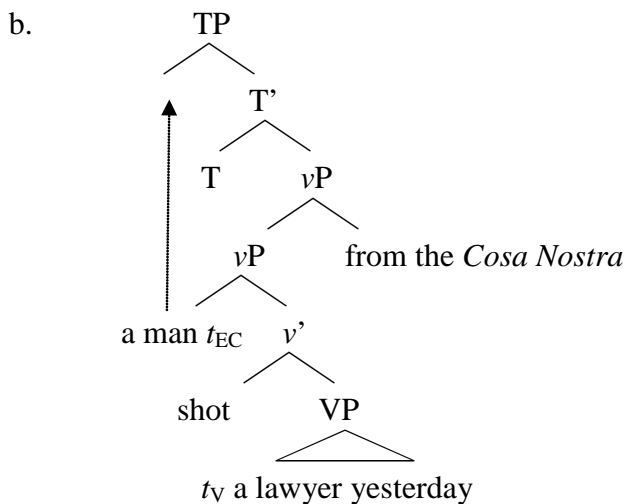 b. TP
T’
T vP
vP from the Cosa Nostra
a man tEC v’
shot VP
tV a lawyer yesterday